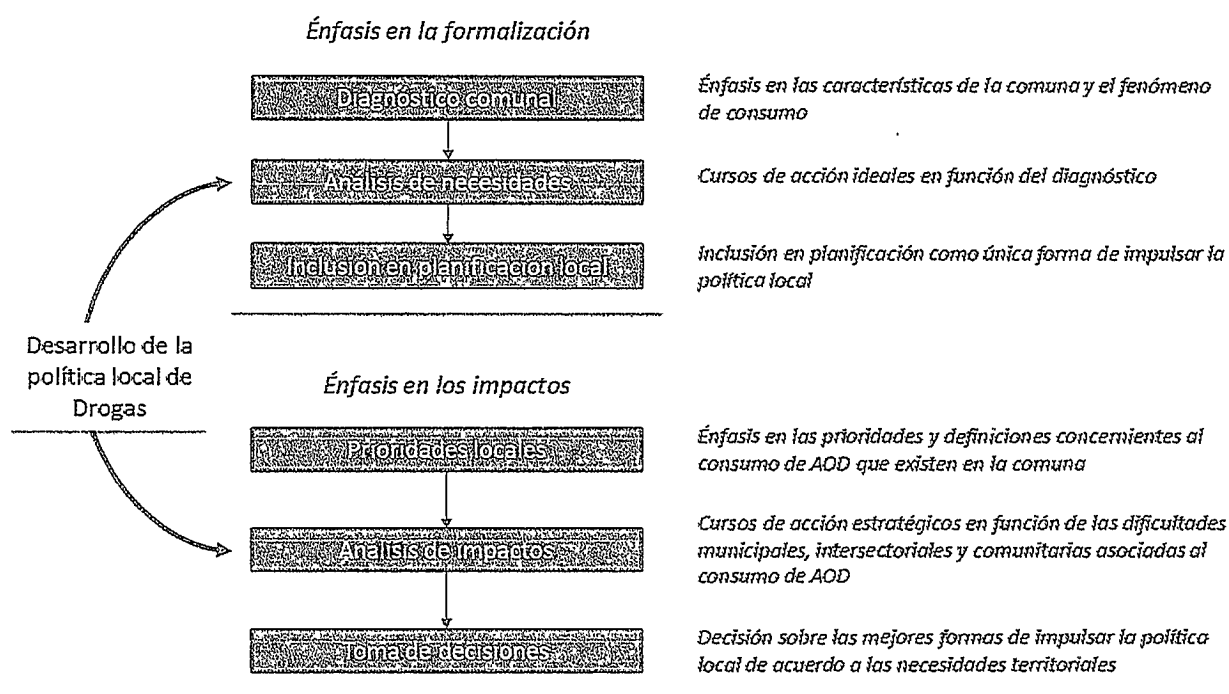 Énfasis en la formalización
Diagnóstico comunal
Énfasis en las características de la comuna y el fenómeno
de consumo
Análisis de necesidades
Cursos de acción ideales en función del diagnóstico
Inclusión en planificación local
Inclusión en planificación como única forma de impulsar la
política local
Desarrollo de la
política local de
Drogas
Énfasis en los impactos
Prioridades locales
Énfasis en las prioridades y definiciones concernientes al
consumo de AOD que existen en la comuna
Análisis de impactos
Cursos de acción estratégicos en función de las dificultades
municipales, intersectoriales y comunitarias asociadas al
consumo de AOD
Toma de decisiones
Decisión sobre las mejores formas de impulsar la política
local de acuerdo a las necesidades territoriales